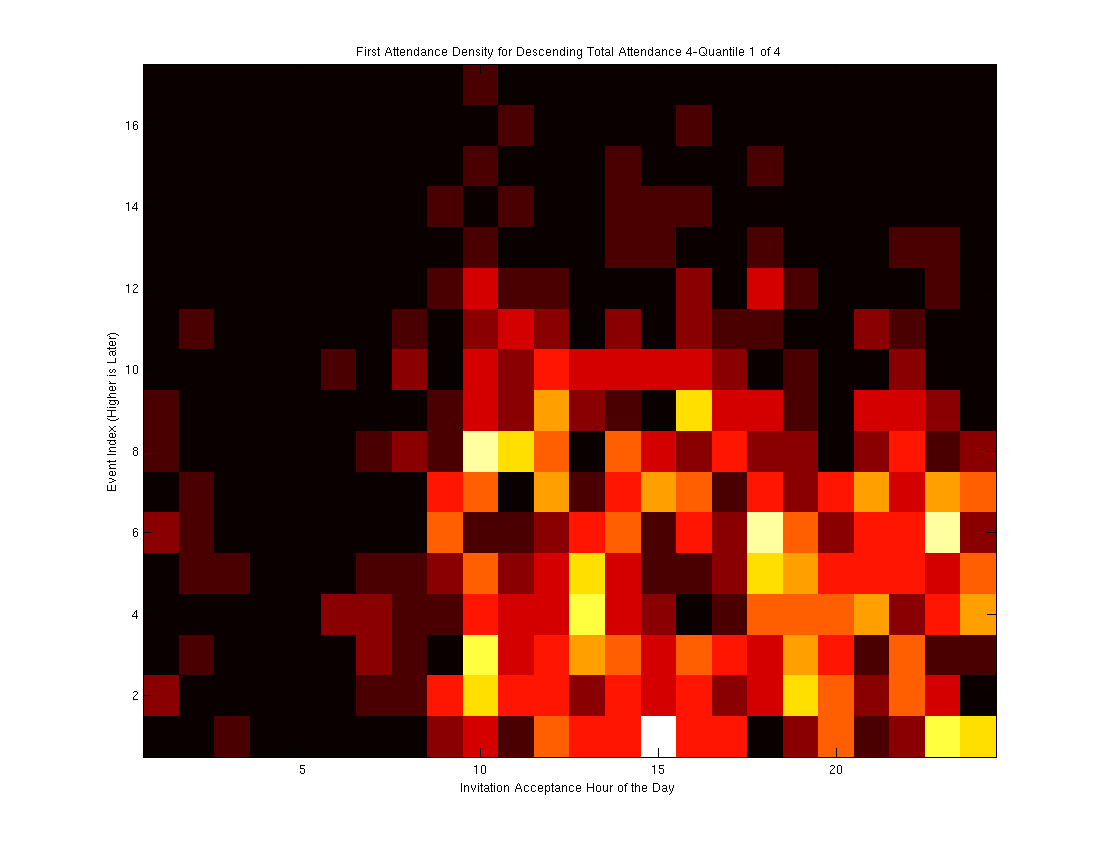 First Attendance Density for Descending Total Attendance 4-Quantile 1 of 4
16
14
12
10
8
6
4
2
Event Index (Higher is Later)
5 10 15 20
Invitation Acceptance Hour of the Day